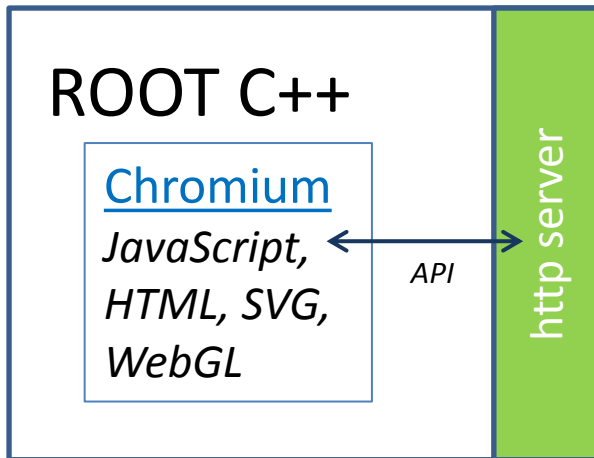 ROOT C++
Chromium
JavaScript,
HTML, SVG,
WebGL
API
http server